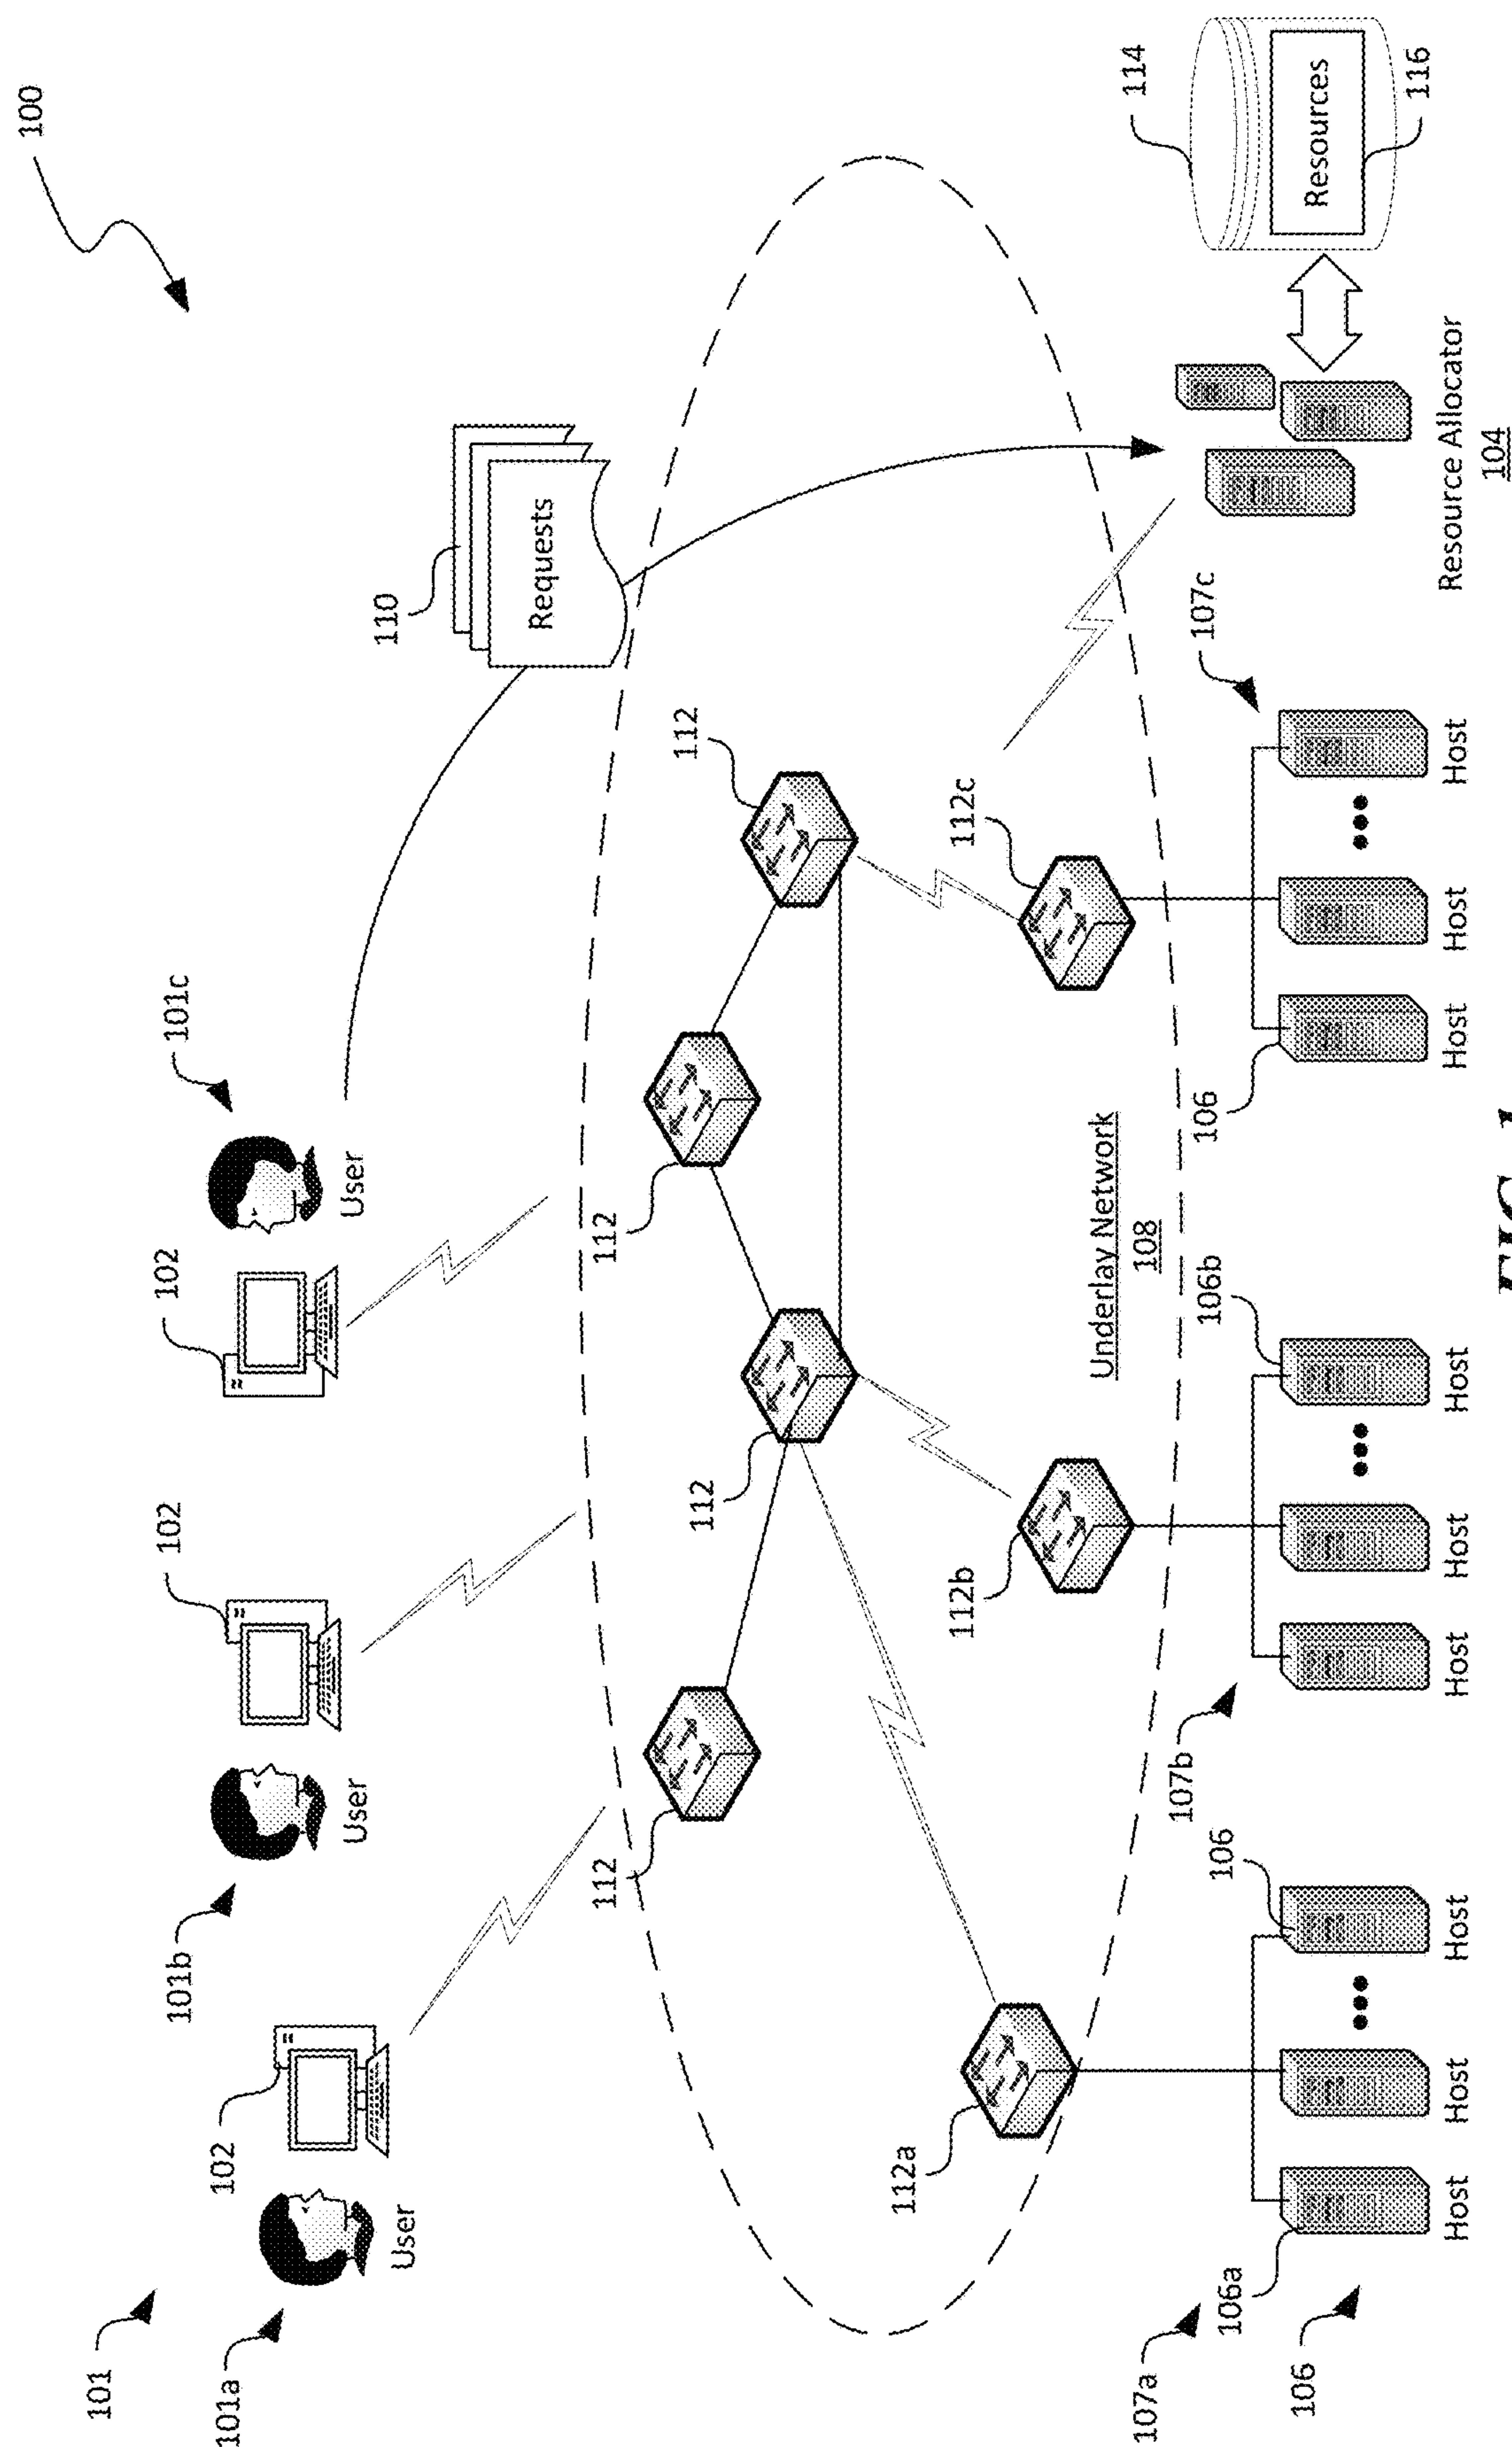 100
101
101a
102
101b
102
102
101c
User
User
User
110
Requests
112
112
112
112
112a
112b
112c
Underlay Network
108
114
Resources
116
107a
106a
106
107b
106b
106
107c
106
Host
Host
Host
Host
Host
Host
Host
Host
Host
Resource Allocator
104